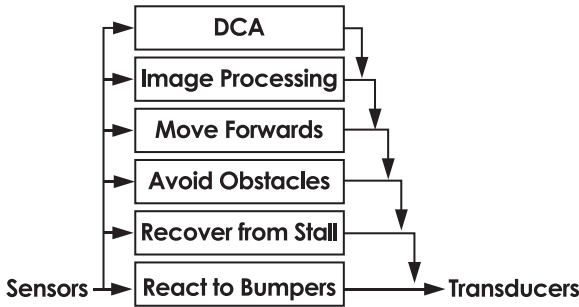 DCA
Image Processing
Move Forwards
Avoid Obstacles
Recover from Stall
Sensors React to Bumpers Transducers